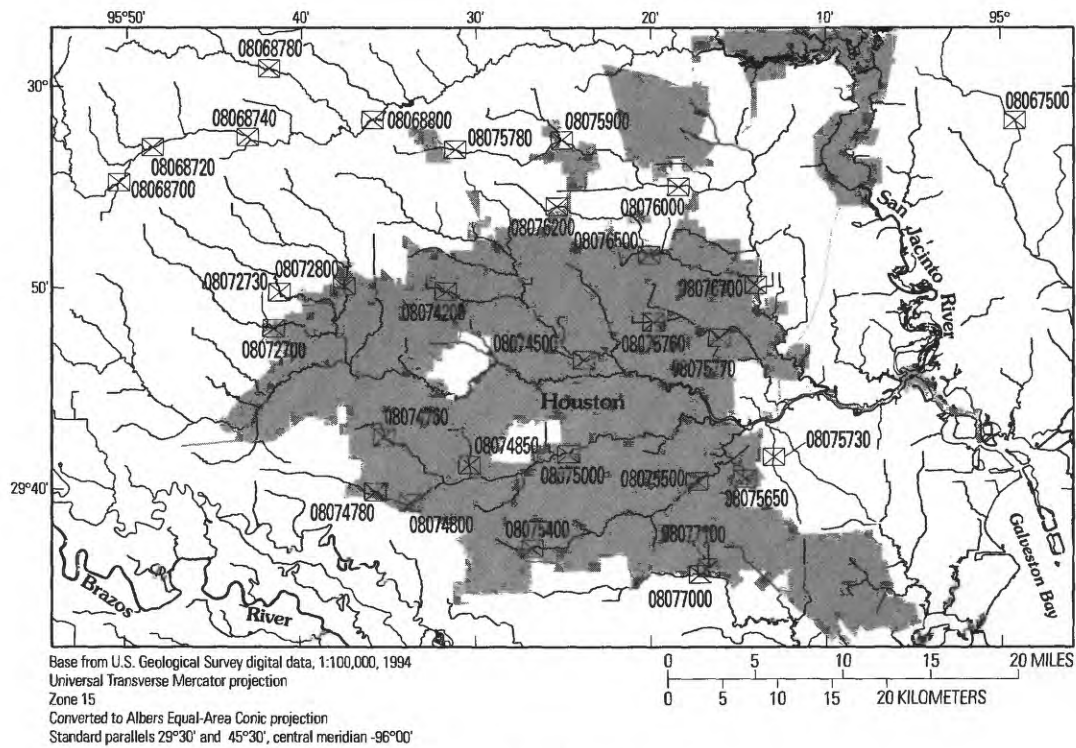 95°50' 40' 30' 20' 10' 95°
08068780
30°
08067500
08068740
08068800
08075780
08075900
08068720
08068700
08076000
08076200
San Jacinto River
08076500
08072800
08072730
50'
08076700
08074200
08072700
08074500
08075760
08075770
Houston
08074760
08074850
08075730
08075000
08075500
29°40'
08075650
08074780
08074800
08075400
08077100
Galveston Bay
08077000
Brazos
River
Base from U.S. Geological Survey digital data, 1:100,000, 1994
Universal Transverse Mercator projection
Zone 15
Converted to Albers Equal-Area Conic projection
Standard parallels 29°30' and 45°30', central meridian -96°00'
0 5 10 15 20 MILES
0 5 10 15 20 KILOMETERS